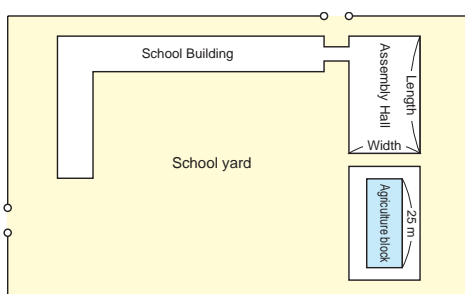 School Building
Assembly Hall
Length
Width
School yard
Agriculture block
25 m